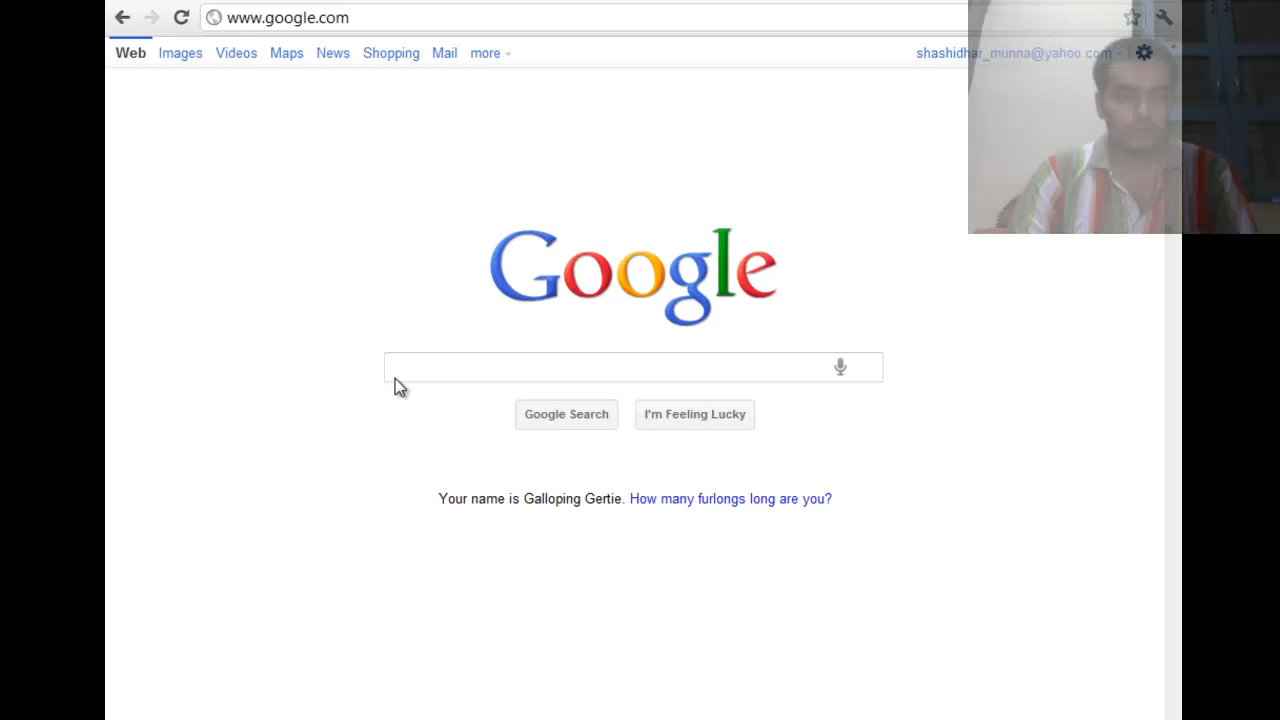 www.google.com
Web Images Videos Maps News Shopping Mail more shashidhar_munna@yahoo.com
Google
Google Search I'm Feeling Lucky
Your name is Galloping Gertie. How many furlongs long are you?